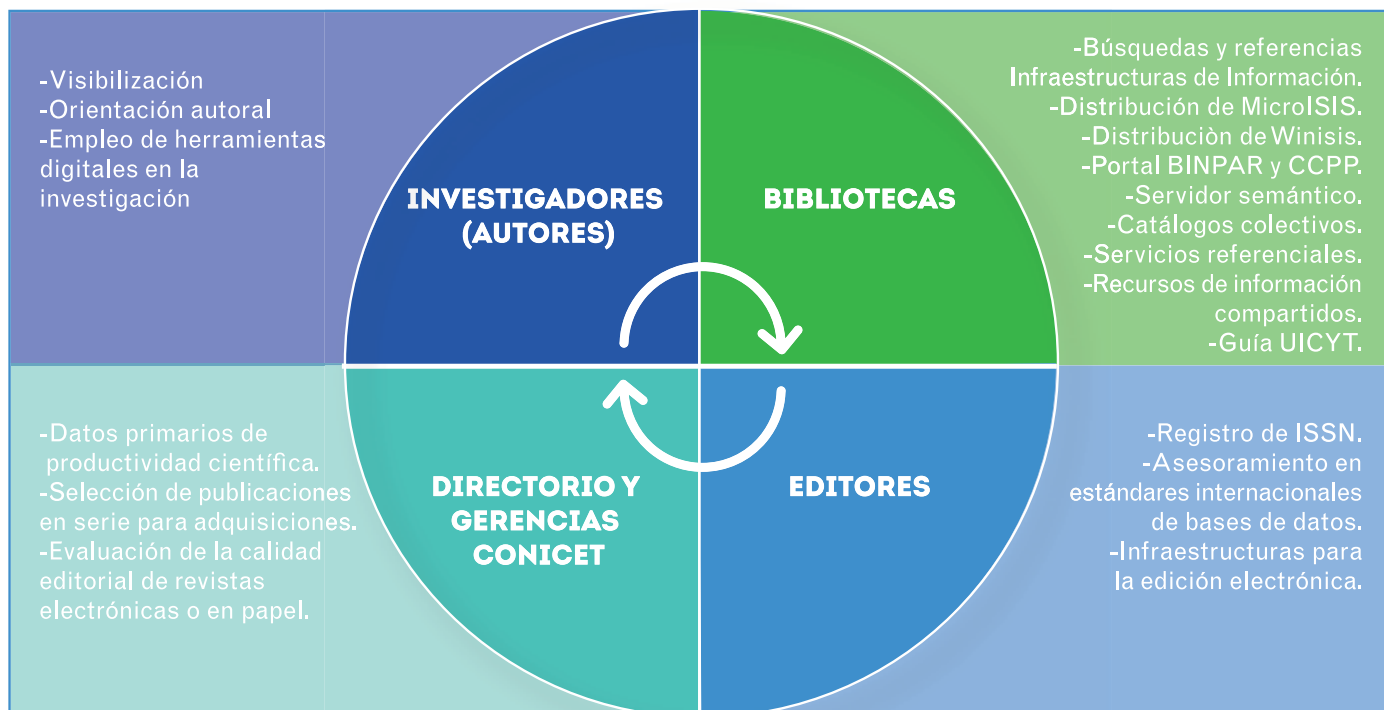 -Visibilización
-Orientación autoral
-Empleo de herramientas
digitales en la
investigación
INVESTIGADORES
(AUTORES)
BIBLIOTECAS
-Búsquedas y referencias
Infraestructuras de Información.
-Distribución de MicroISIS.
-Distribuciòn de Winisis.
-Portal BINPAR y CCPP.
-Servidor semántico.
-Catálogos colectivos.
-Servicios referenciales.
-Recursos de información
compartidos.
-Guía UICYT.
-Datos primarios de
productividad científica.
-Selección de publicaciones
en serie para adquisiciones.
-Evaluación de la calidad
editorial de revistas
electrónicas o en papel.
DIRECTORIO Y
GERENCIAS
CONICET
EDITORES
-Registro de ISSN.
-Asesoramiento en
estándares internacionales
de bases de datos.
-Infraestructuras para
la edición electrónica.